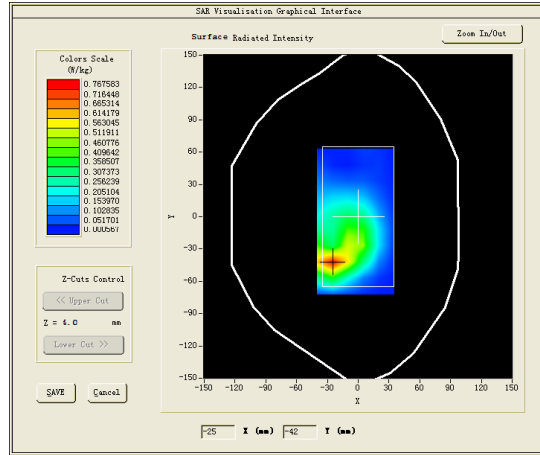 SAR Visualisation Graphical Interface
Surface Radiated Intensity
Zoom In/Out
Colors Scale
(W/kg)
0.767583
0.716448
0.665314
0.614179
0.563045
0.511911
0.460776
0.409642
0.358507
0.307373
0.256239
0.205104
0.153970
0.102835
0.051701
0.000567
Z-Cuts Control
<< Upper Cut
Z = 4.0 mm
Lower Cut >>
SAVE Cancel
150
120
90
60
30
0
-30
-60
-90
-120
-150
Y
-150 -120 -90 -60 -30 0 30 60 90 120 150
X
-25 X (mm) -42 Y (mm)